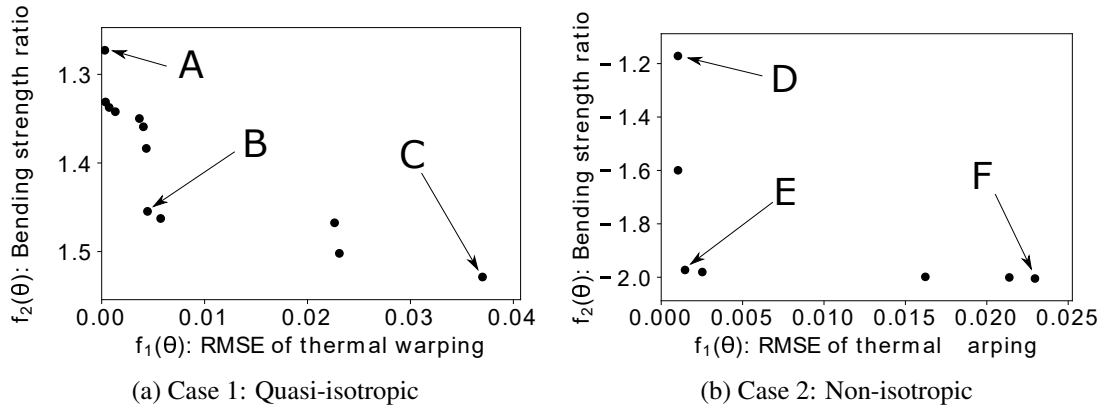 f₂(θ): Bending strength ratio
1.3
1.4
1.5
A
B
C
0.00 0.01 0.02 0.03 0.04
f₁(θ): RMSE of thermal warping
(a) Case 1: Quasi-isotropic
f₂(θ): Bending strength ratio
−1.2
−1.4
−1.6
−1.8
−2.0
D
E
F
0.000 0.005 0.010 0.015 0.020 0.025
f₁(θ): RMSE of thermal arping
(b) Case 2: Non-isotropic